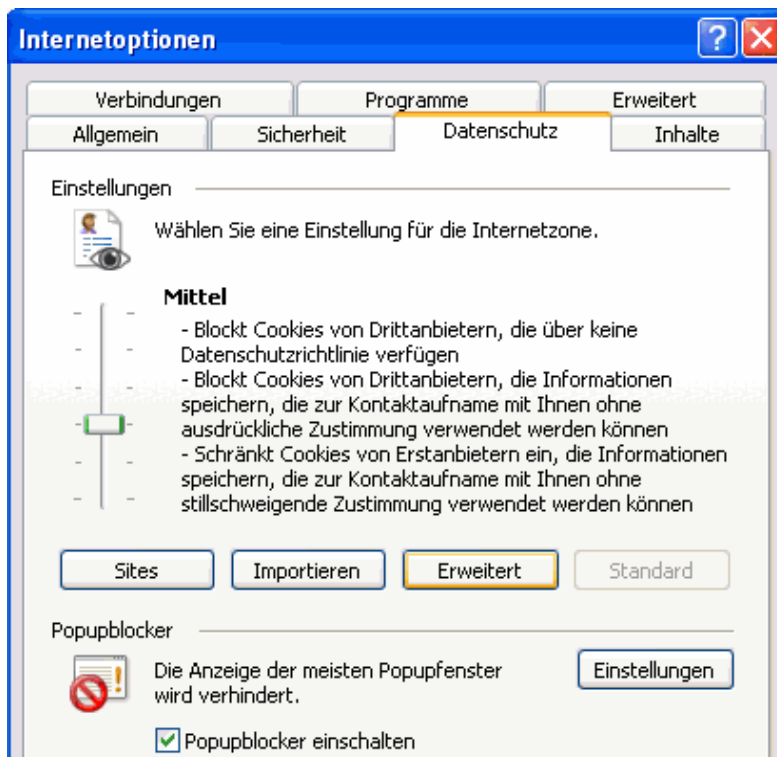 Internetoptionen
Verbindungen Programme Erweitert
Allgemein Sicherheit Datenschutz Inhalte
Einstellungen
Wählen Sie eine Einstellung für die Internetzone.
Mittel
- Blockt Cookies von Drittanbietern, die über keine
Datenschutzrichtlinie verfügen
- Blockt Cookies von Drittanbietern, die Informationen
speichern, die zur Kontaktaufname mit Ihnen ohne
ausdrückliche Zustimmung verwendet werden können
- Schränkt Cookies von Erstanbietern ein, die Informationen
speichern, die zur Kontaktaufname mit Ihnen ohne
stillschweigende Zustimmung verwendet werden können
Sites Importieren Erweitert Standard
Popupblocker
Die Anzeige der meisten Popupfenster
wird verhindert.
Einstellungen
Popupblocker einschalten